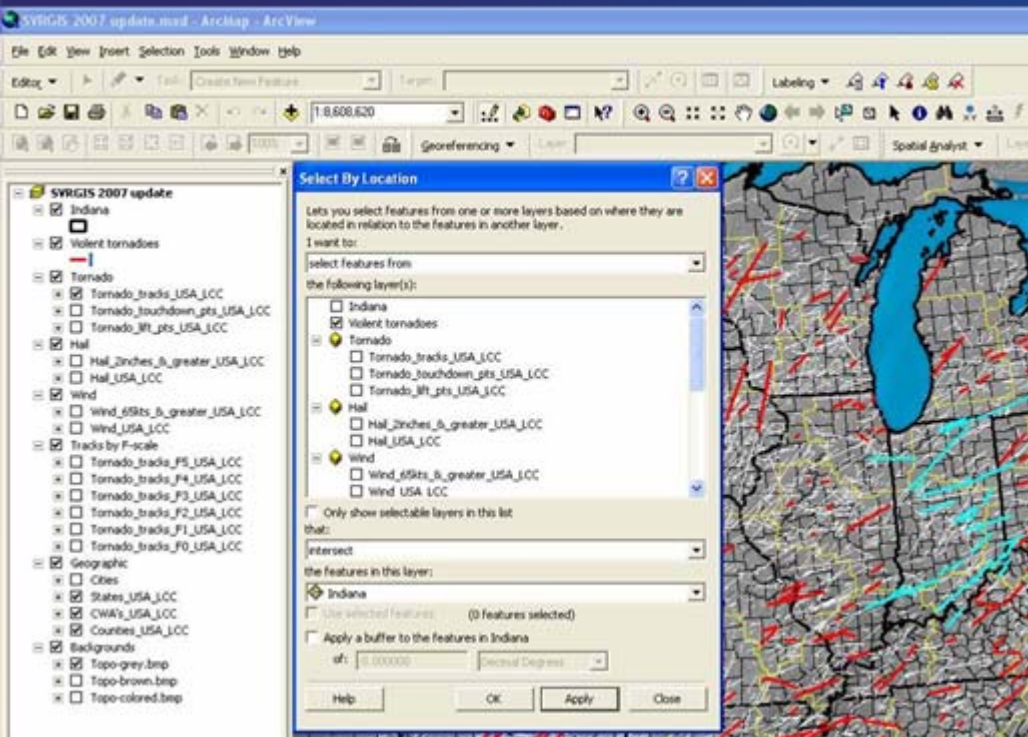 SVRGIS 2007 update.mxd - ArcMap - ArcView
File Edit View Insert Selection Tools Window Help
Editor Task: Create New Feature Target: Labeling
1:8,608,620
100% Georeferencing Layer: Spatial Analyst
SVRGIS 2007 update
Indiana
Violent tornadoes
Tornado
Tornado_tracks_USA_LCC
Tornado_touchdown_pts_USA_LCC
Tornado_lift_pts_USA_LCC
Hail
Hail_2inches_&_greater_USA_LCC
Hail_USA_LCC
Wind
Wind_65kts_&_greater_USA_LCC
Wind_USA_LCC
Tracks by F-scale
Tornado_tracks_F5_USA_LCC
Tornado_tracks_F4_USA_LCC
Tornado_tracks_F3_USA_LCC
Tornado_tracks_F2_USA_LCC
Tornado_tracks_F1_USA_LCC
Tornado_tracks_F0_USA_LCC
Geographic
Cities
States_USA_LCC
CWA's_USA_LCC
Counties_USA_LCC
Backgrounds
Topo-grey.bmp
Topo-brown.bmp
Topo-colored.bmp
Select By Location
Lets you select features from one or more layers based on where they are
located in relation to the features in another layer.
I want to:
select features from
the following layer(s):
Indiana
Violent tornadoes
Tornado
Tornado_tracks_USA_LCC
Tornado_touchdown_pts_USA_LCC
Tornado_lift_pts_USA_LCC
Hail
Hail_2inches_&_greater_USA_LCC
Hail_USA_LCC
Wind
Wind_65kts_&_greater_USA_LCC
Wind_USA_LCC
Only show selectable layers in this list
that:
intersect
the features in this layer:
Indiana
Use selected features (0 features selected)
Apply a buffer to the features in Indiana
of: 0.000000 Decimal Degrees
Help OK Apply Close